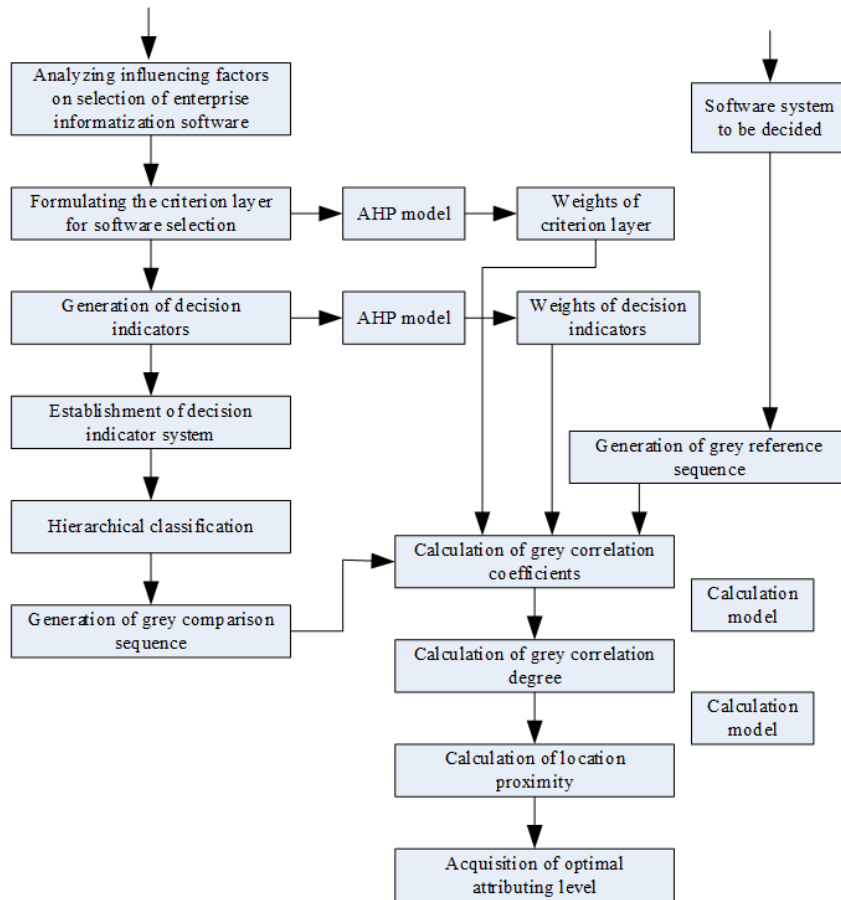 Analyzing influencing factors
on selection of enterprise
informatization software
Software system
to be decided
Formulating the criterion layer
for software selection
AHP model
Weights of
criterion layer
Generation of decision
indicators
AHP model
Weights of decision
indicators
Establishment of decision
indicator system
Generation of grey reference
sequence
Hierarchical classification
Calculation of grey correlation
coefficients
Generation of grey comparison
sequence
Calculation
model
Calculation of grey correlation
degree
Calculation
model
Calculation of location
proximity
Acquisition of optimal
attributing level